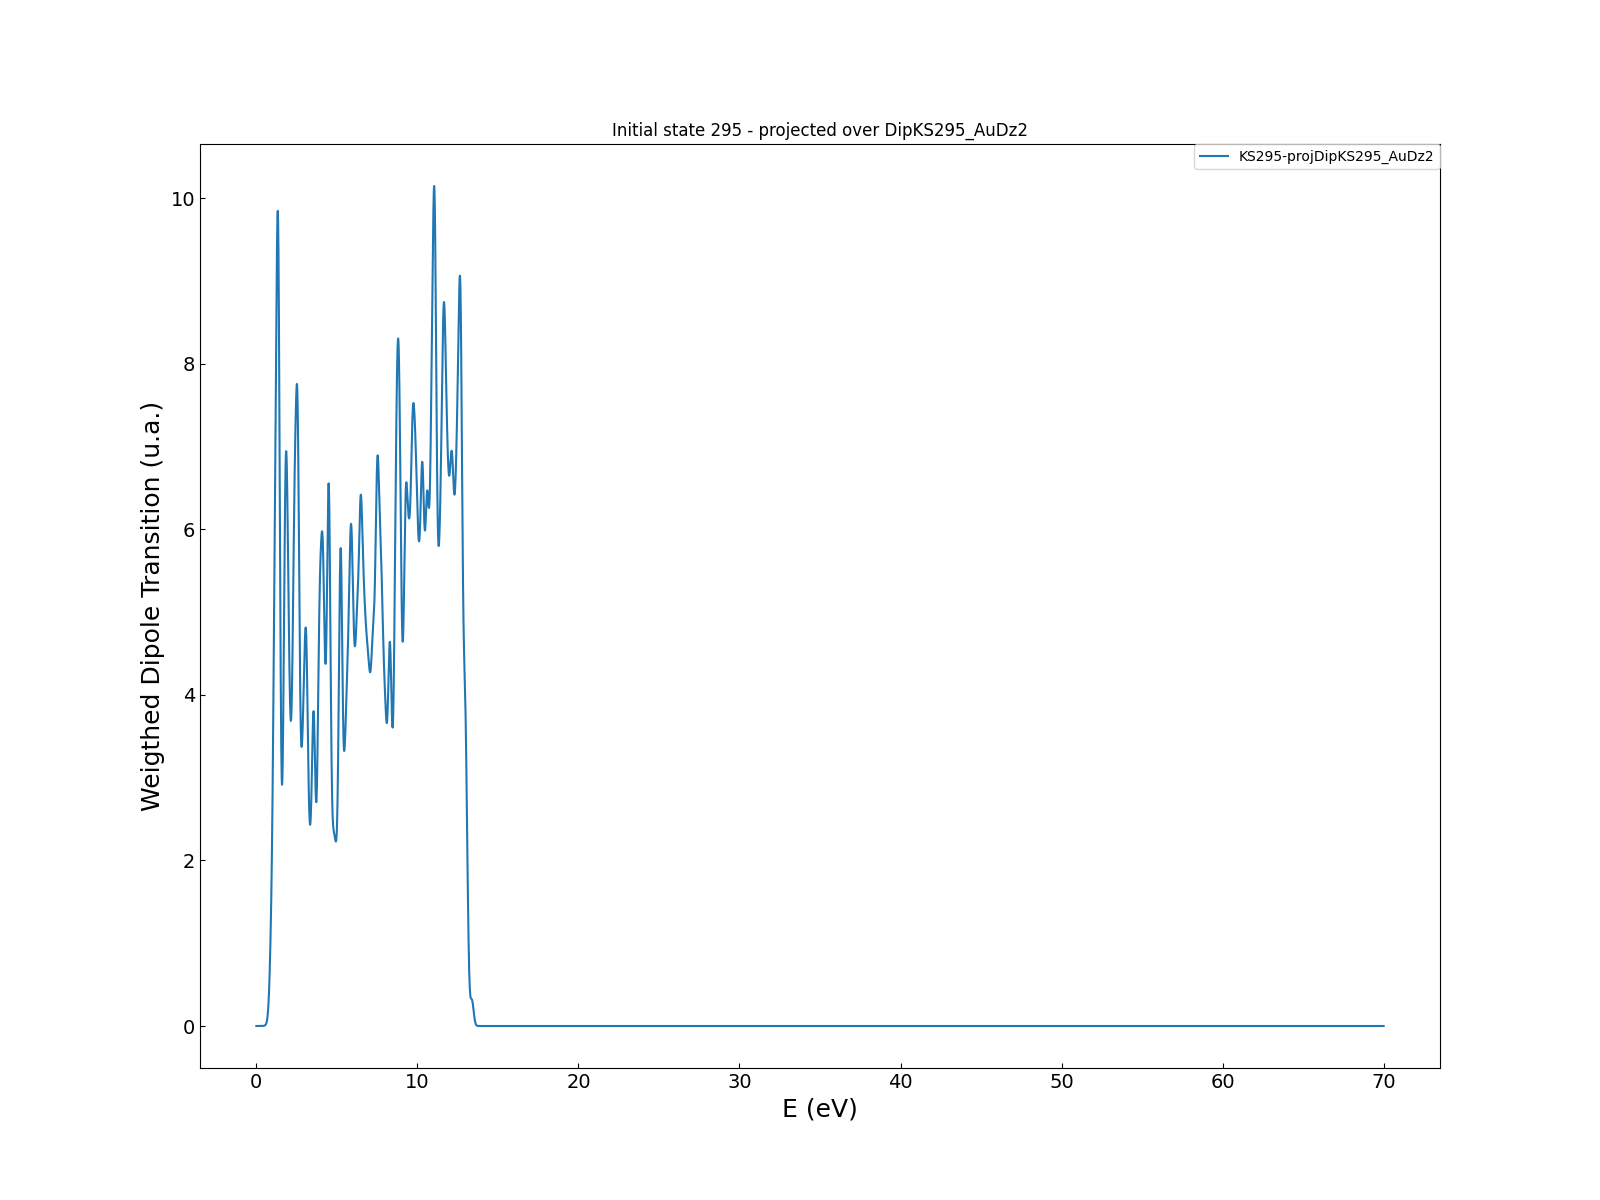 Initial state 295 - projected over DipKS295_AuDz2
KS295-projDipKS295_AuDz2
Weigthed Dipole Transition (u.a.)
10
8
6
4
2
0
0 10 20 30 40 50 60 70
E (eV)